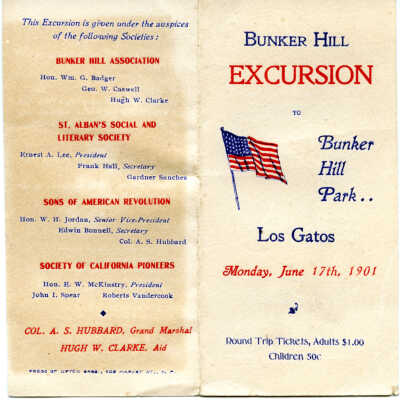 This Excursion is given under the auspices
of the following Societies:
BUNKER HILL ASSOCIATION
Hon. Wm. G. Badger
Geo. W. Caswell
Hugh W. Clarke
ST. ALBAN'S SOCIAL AND
LITERARY SOCIETY
Ernest A. Lee, President
Frank Hall, Secretary
Gardner Sanches
SONS OF AMERICAN REVOLUTION
Hon. W. H. Jordan, Senior Vice-President
Edwin Bonnell, Secretary
Col. A. S. Hubbard
SOCIETY OF CALIFORNIA PIONEERS
Hon. E. W. McKinstry, President
John I. Spear Roberts Vandercook
COL. A. S. HUBBARD, Grand Marshal
HUGH W. CLARKE, Aid
BUNKER HILL
EXCURSION
TO
Bunker
Hill
Park..
Los Gatos
Monday, June 17th, 1901
Round Trip Tickets, Adults $1.00
Children 50c